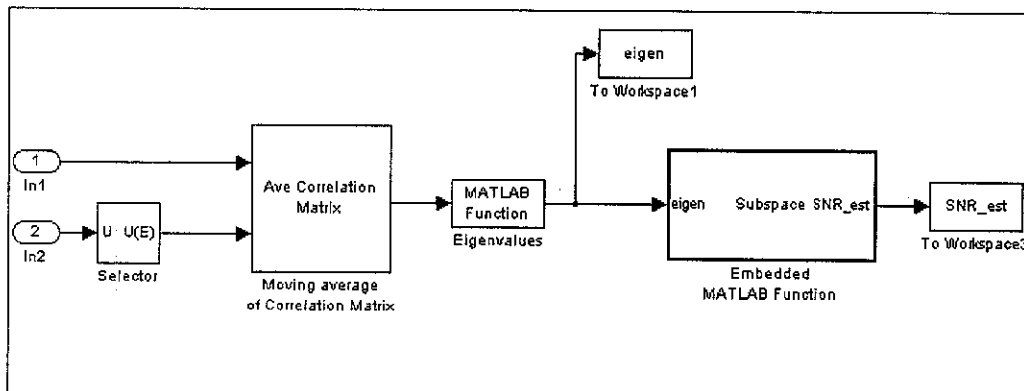 eigen
To Workspace1
1
In1
Ave Correlation
Matrix
MATLAB
Function
Eigenvalues
eigen
Subspace SNR_est
SNR_est
To Workspace3
2
In2
U U(E)
Selector
Moving average
of Correlation Matrix
Embedded
MATLAB Function